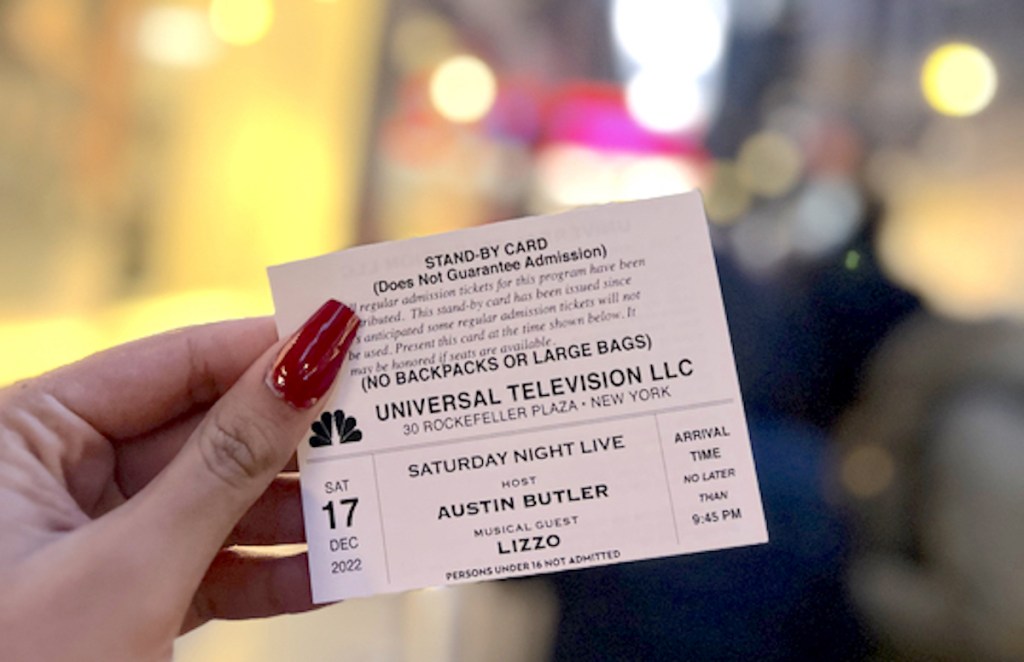 STAND-BY CARD
(Does Not Guarantee Admission)
regular admission tickets for this program have been
ributed. This stand-by card has been issued since
s anticipated some regular admission tickets will not
be used. Present this card at the time shown below. It
may be honored if seats are available.
(NO BACKPACKS OR LARGE BAGS)
UNIVERSAL TELEVISION LLC
30 ROCKEFELLER PLAZA • NEW YORK
SAT
17
DEC
2022
SATURDAY NIGHT LIVE
HOST
AUSTIN BUTLER
MUSICAL GUEST
LIZZO
PERSONS UNDER 16 NOT ADMITTED
ARRIVAL
TIME
NO LATER
THAN
9:45 PM